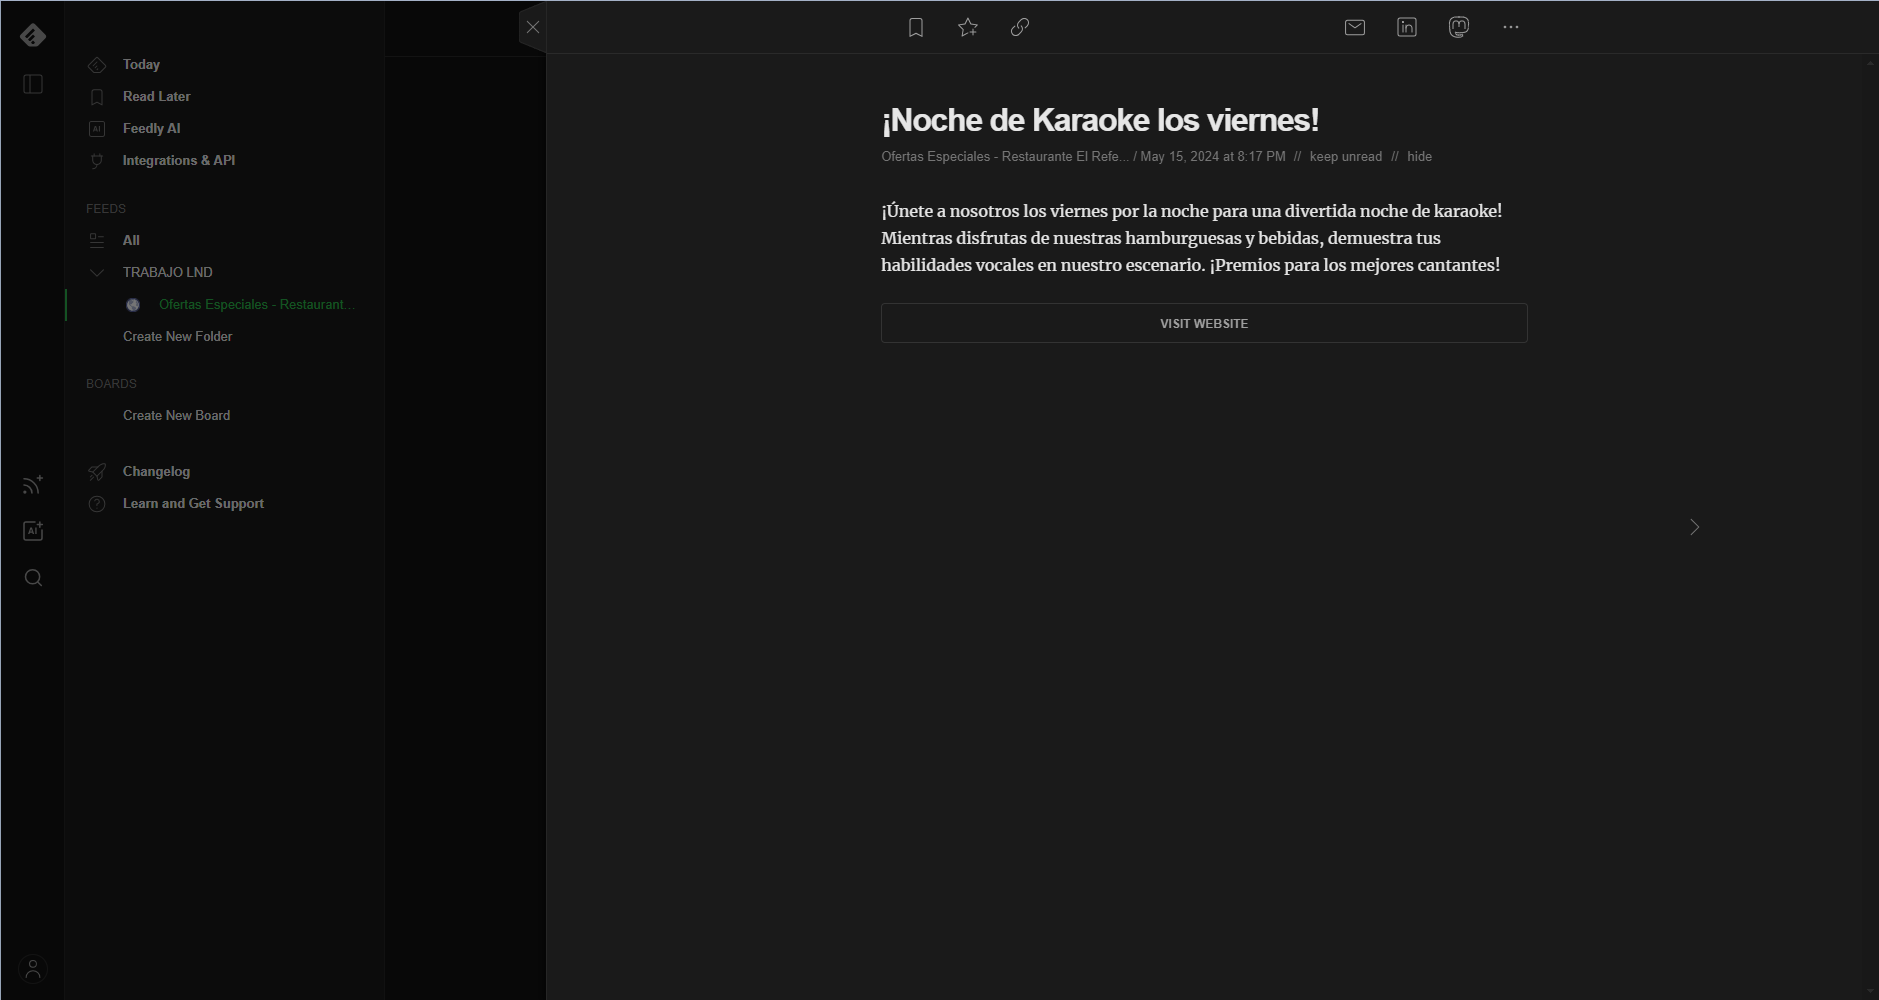 Today
Read Later
AI
Feedly AI
Integrations & API
FEEDS
All
TRABAJO LND
Ofertas Especiales - Restaurant...
Create New Folder
BOARDS
Create New Board
Changelog
? Learn and Get Support
AI
in
m
¡Noche de Karaoke los viernes!
Ofertas Especiales - Restaurante El Refe... / May 15, 2024 at 8:17 PM // keep unread // hide
¡Únete a nosotros los viernes por la noche para una divertida noche de karaoke!
Mientras disfrutas de nuestras hamburguesas y bebidas, demuestra tus
habilidades vocales en nuestro escenario. ¡Premios para los mejores cantantes!
VISIT WEBSITE